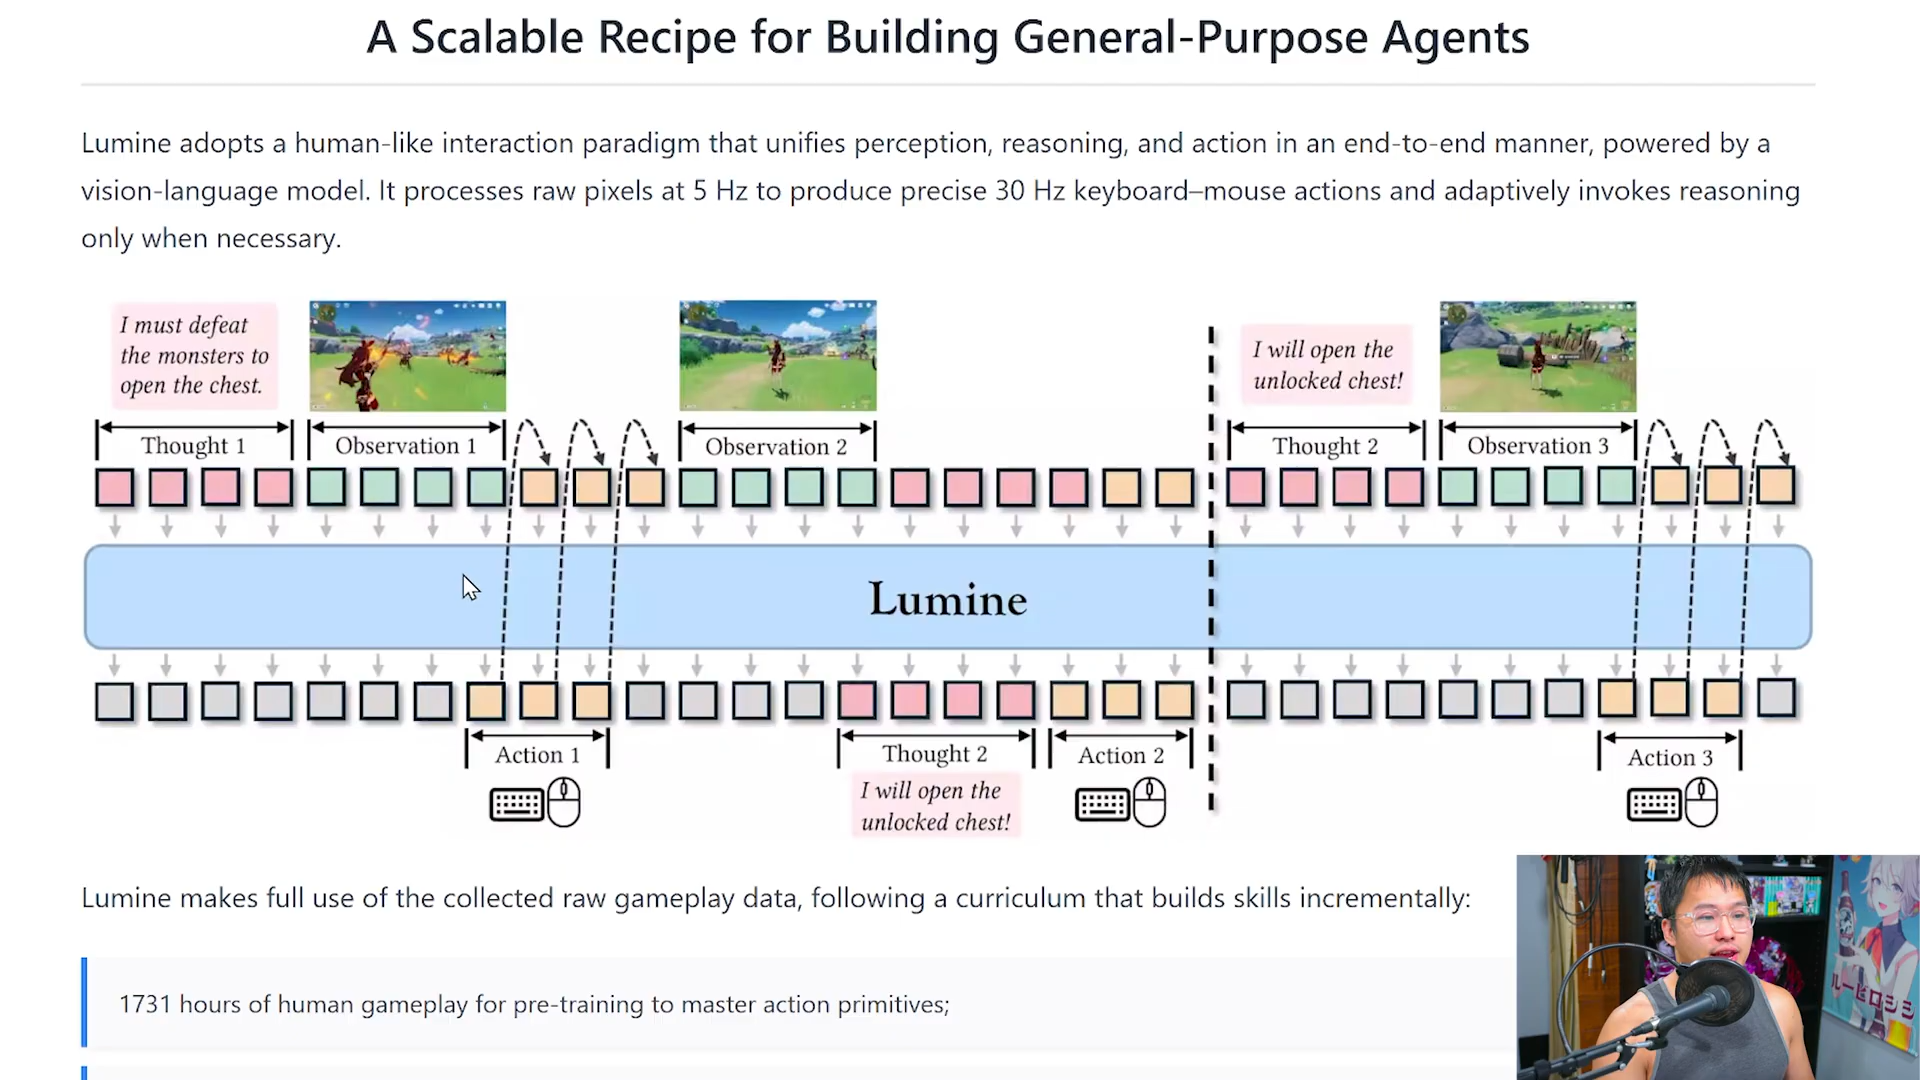 A Scalable Recipe for Building General-Purpose Agents
Lumine adopts a human-like interaction paradigm that unifies perception, reasoning, and action in an end-to-end manner, powered by a
vision-language model. It processes raw pixels at 5 Hz to produce precise 30 Hz keyboard–mouse actions and adaptively invokes reasoning
only when necessary.
I must defeat
the monsters to
open the chest.
I will open the
unlocked chest!
Thought 1
Observation 1
Observation 2
Thought 2
Observation 3
Lumine
Action 1
Thought 2
Action 2
Action 3
I will open the
unlocked chest!
Lumine makes full use of the collected raw gameplay data, following a curriculum that builds skills incrementally:
1731 hours of human gameplay for pre-training to master action primitives;